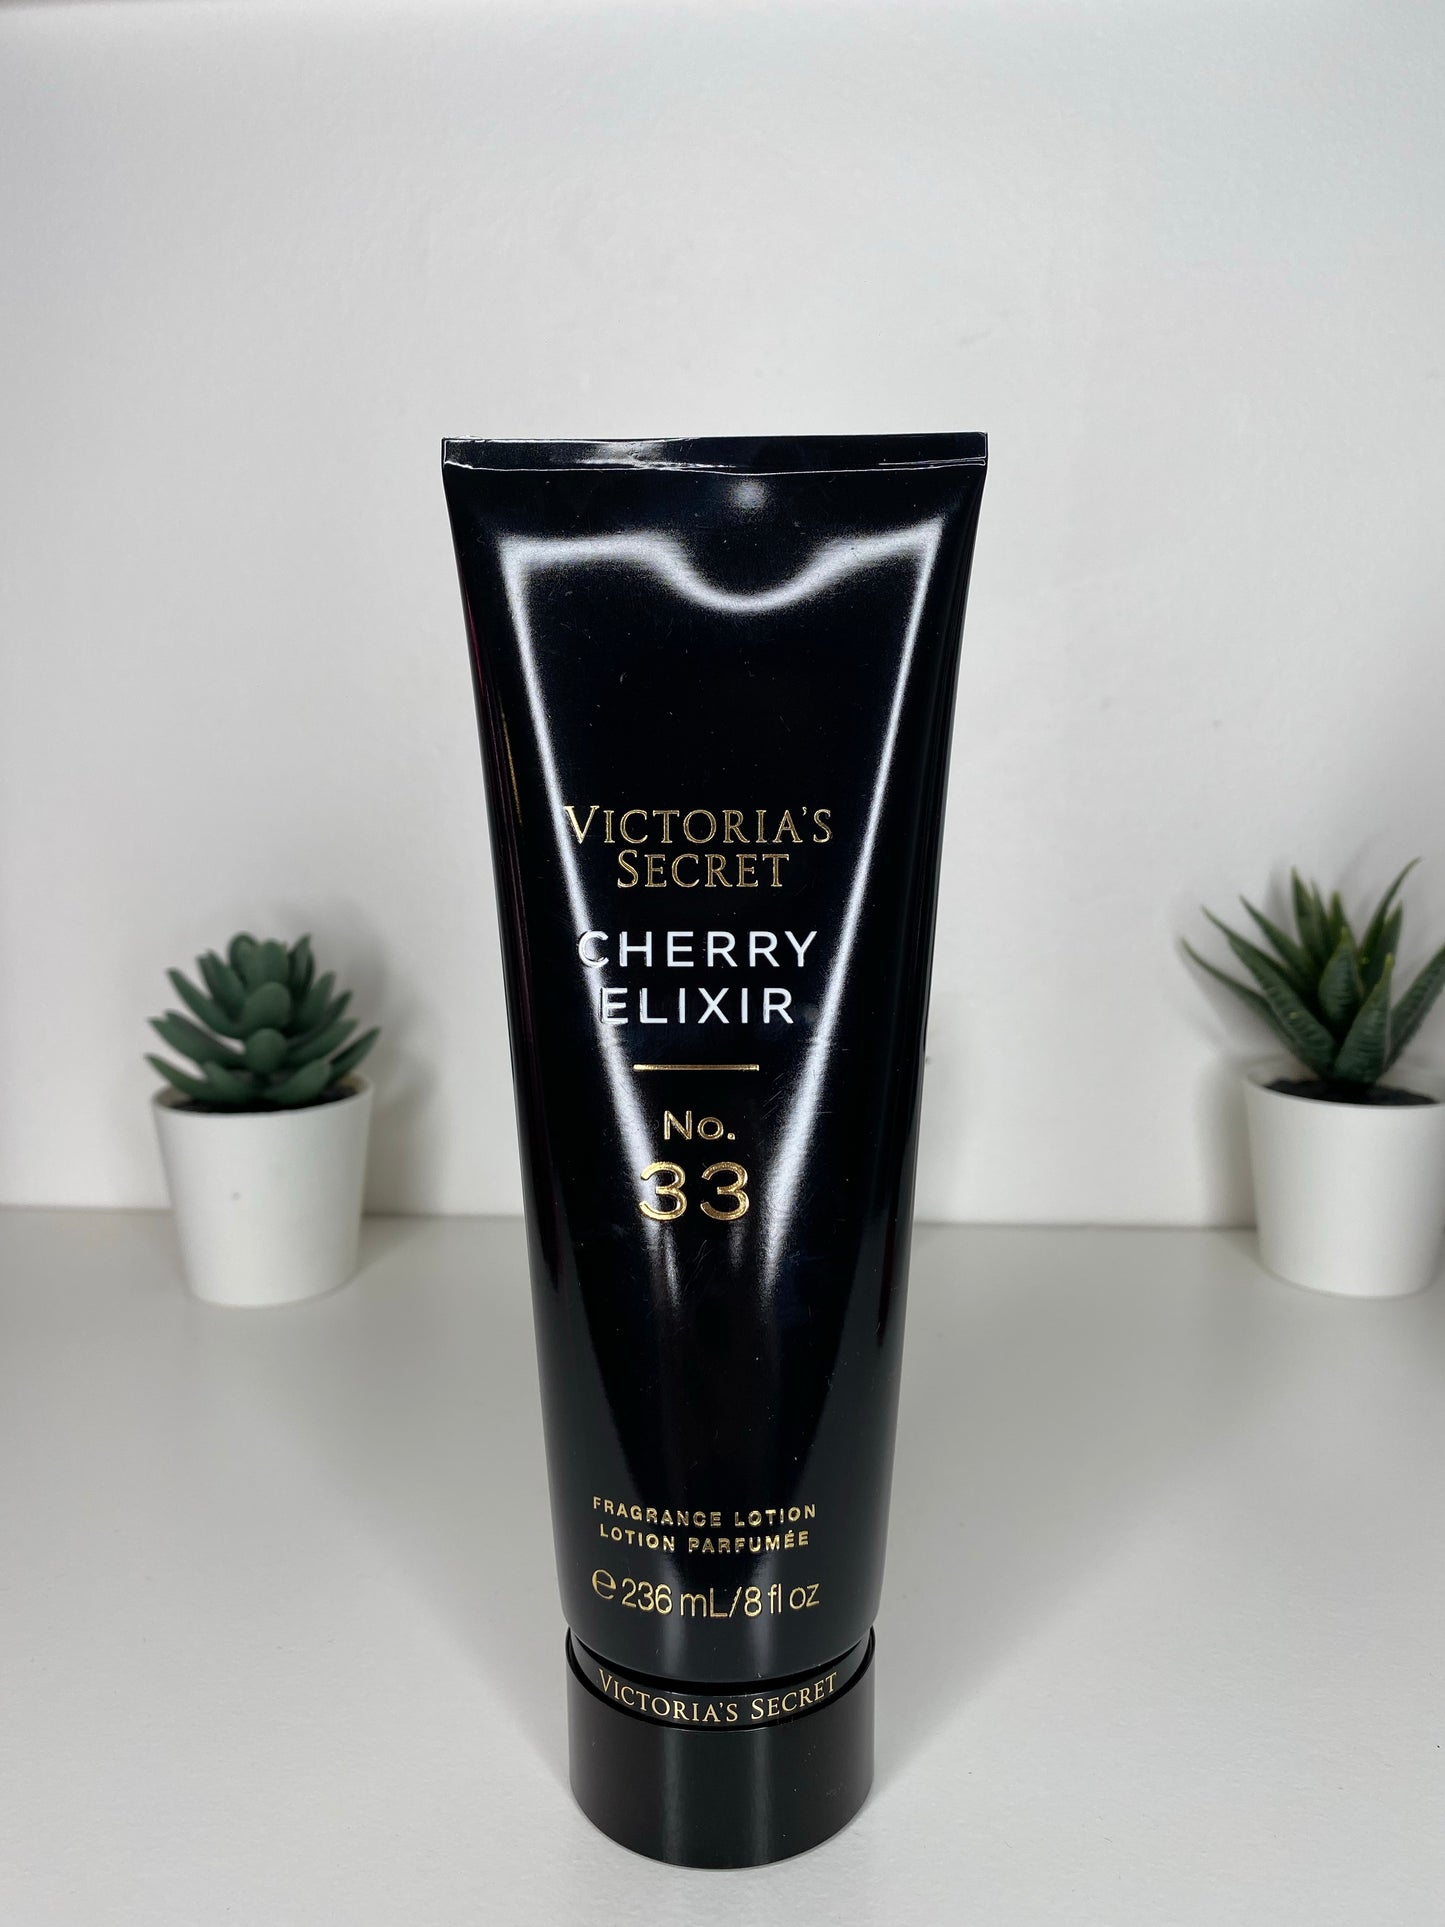 VICTORIA'S
SECRET
CHERRY
ELIXIR
No.
33
FRAGRANCE LOTION
LOTION PARFUMÉE
℮ 236 mL/8 fl oz
VICTORIA'S SECRET